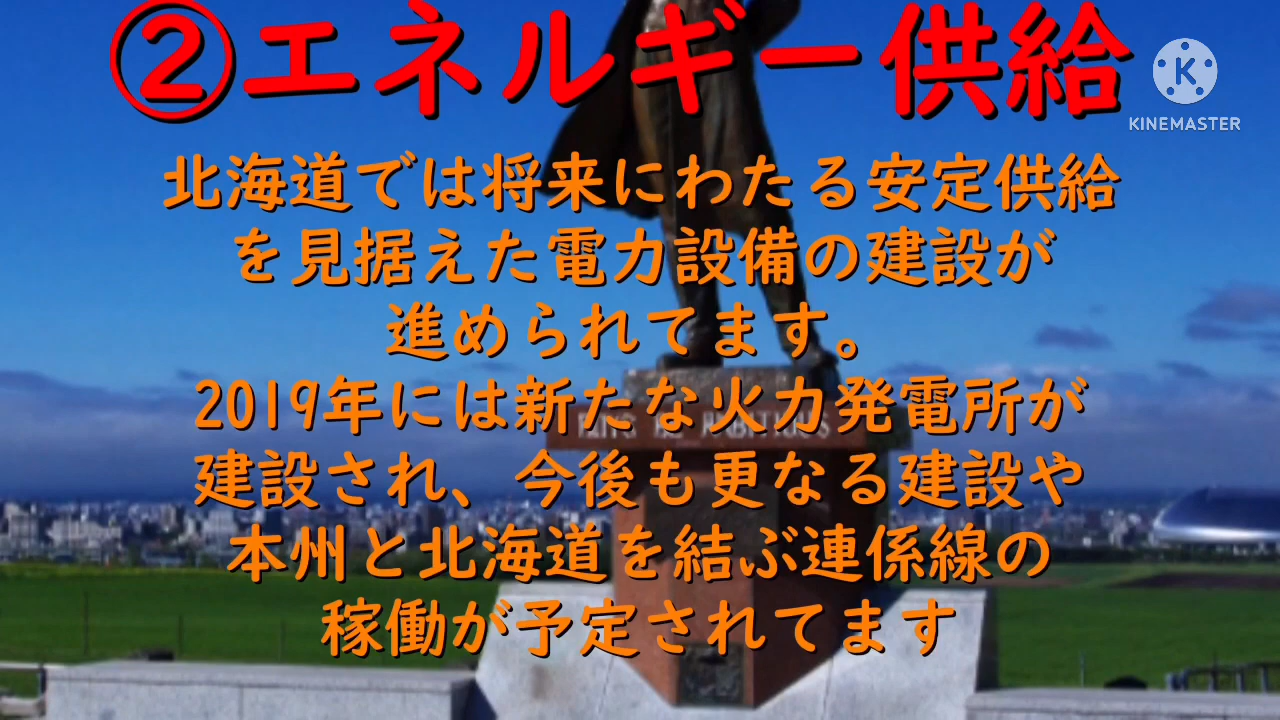 ②エネルギー供給
K
KINEMASTER
北海道では将来にわたる安定供給
を見据えた電力設備の建設が
進められてます。
2019年には新たな火力発電所が
建設され、今後も更なる建設や
本州と北海道を結ぶ連係線の
稼働が予定されてます